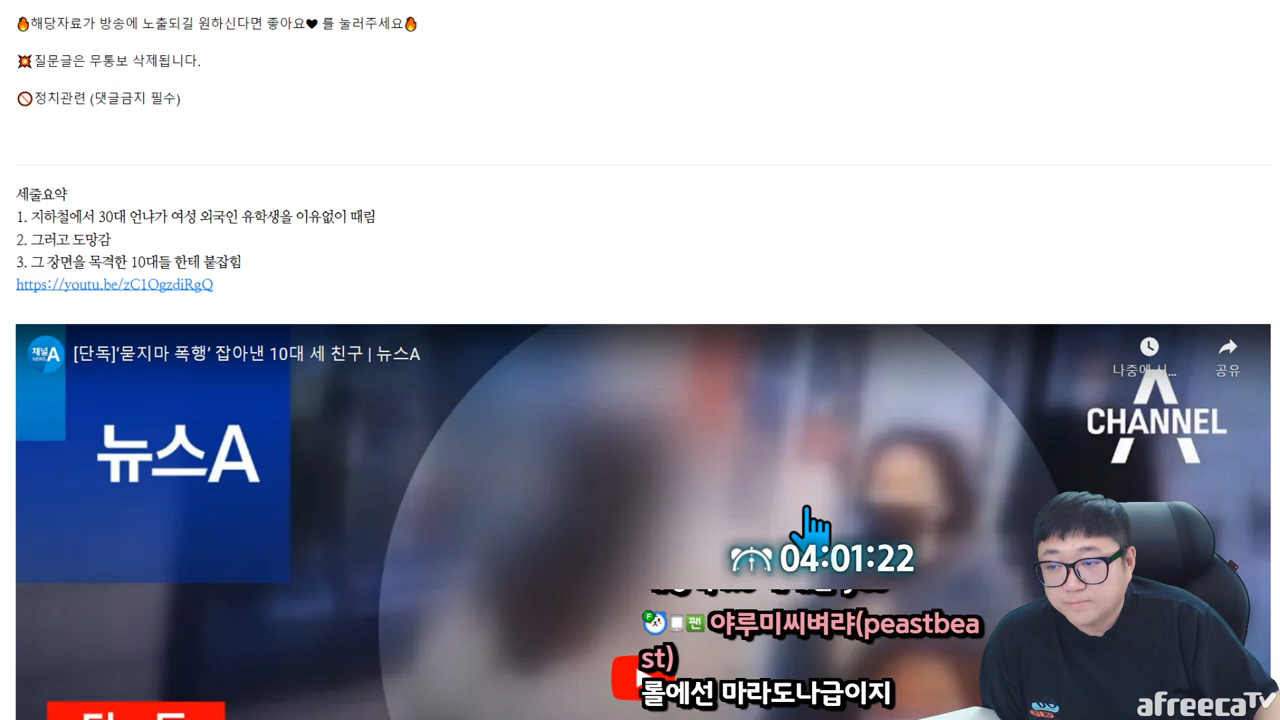 🔥해당자료가 방송에 노출되길 원하신다면 좋아요🖤 를 눌러주세요🔥
💥질문글은 무통보 삭제됩니다.
🚫정치관련 (댓글금지 필수)
세줄요약
1. 지하철에서 30대 언냐가 여성 외국인 유학생을 이유없이 때림
2. 그러고 도망감
3. 그 장면을 목격한 10대들 한테 붙잡힘
https://youtu.be/zC1OgzdiRgQ
채널A NEWS
[단독]'묻지마 폭행' 잡아낸 10대 세 친구 | 뉴스A
나중에 시...
공유
뉴스A
CHANNEL A
04:01:22
F 팬 야루미씨벼랴(peastbea
st)
롤에선 마라도나급이지
afreecaTV